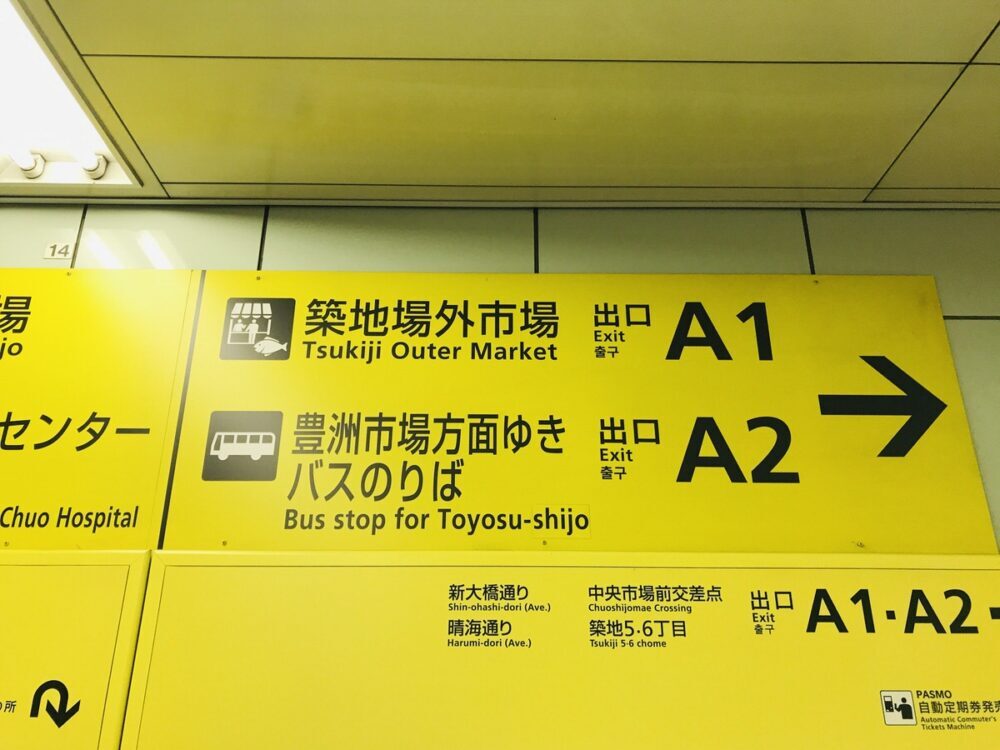 14
場
jo
センター
Chuo Hospital
築地場外市場 出口 A1
Tsukiji Outer Market Exit
출구
豊洲市場方面ゆき 出口 A2
バスのりば Exit
출구
Bus stop for Toyosu-shijo
新大橋通り 中央市場前交差点 出口 A1・A2・
Shin-ohashi-dori (Ave.) Chuoshijomae Crossing Exit
晴海通り 築地5・6丁目 출구
Harumi-dori (Ave.) Tsukiji 5-6 chome
の所
PASMO
自動定期券発売
Automatic Commuter's
Tickets Machine